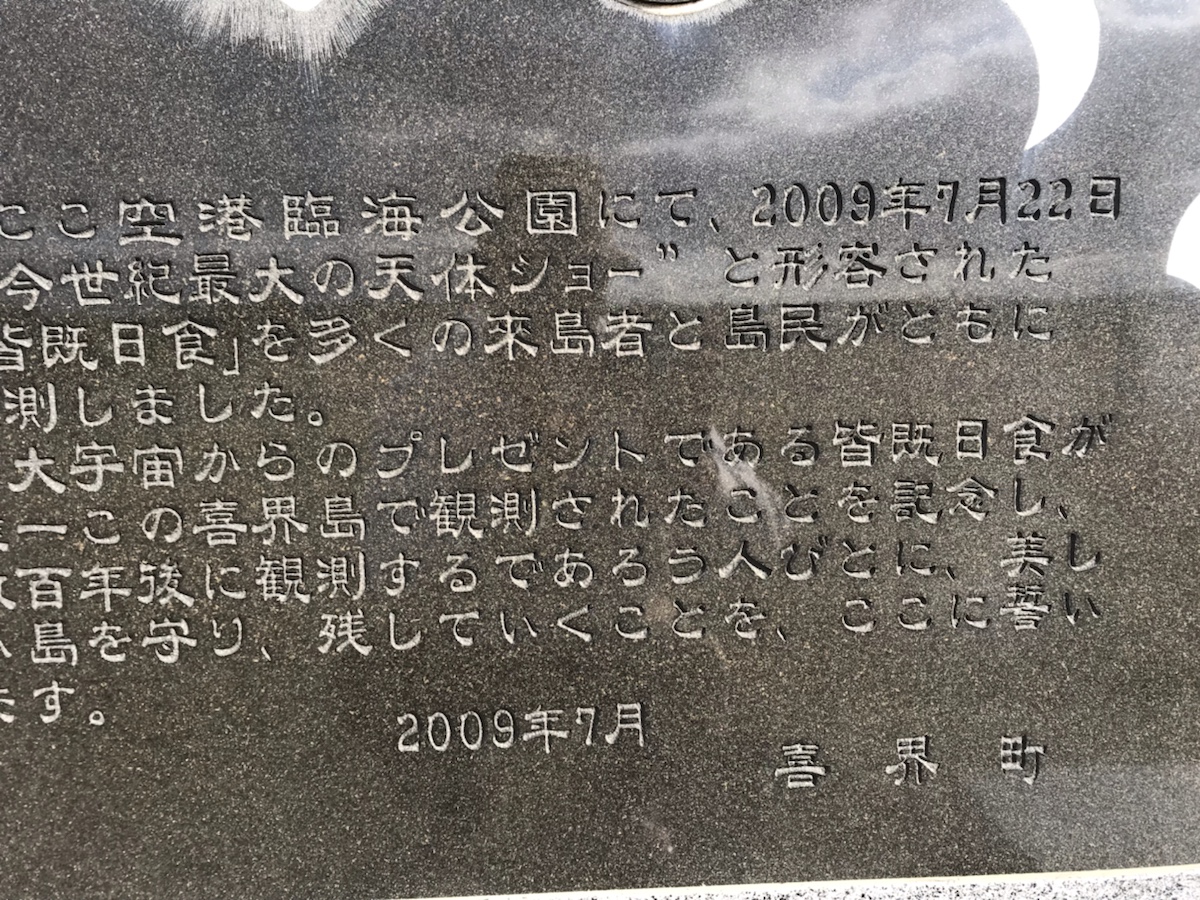 ここ空港臨海公園にて、2009年7月22日
今世紀最大の天体ショー”と形容された
皆既日食」を多くの来島者と島民がともに
測しました。
大宇宙からのプレゼントである皆既日食が
一この喜界島で観測されたことを記念し、
百年後に観測するであろう人びとに、美し
島を守り、残していくことを、ここに誓い
ます。
2009年7月
喜界町